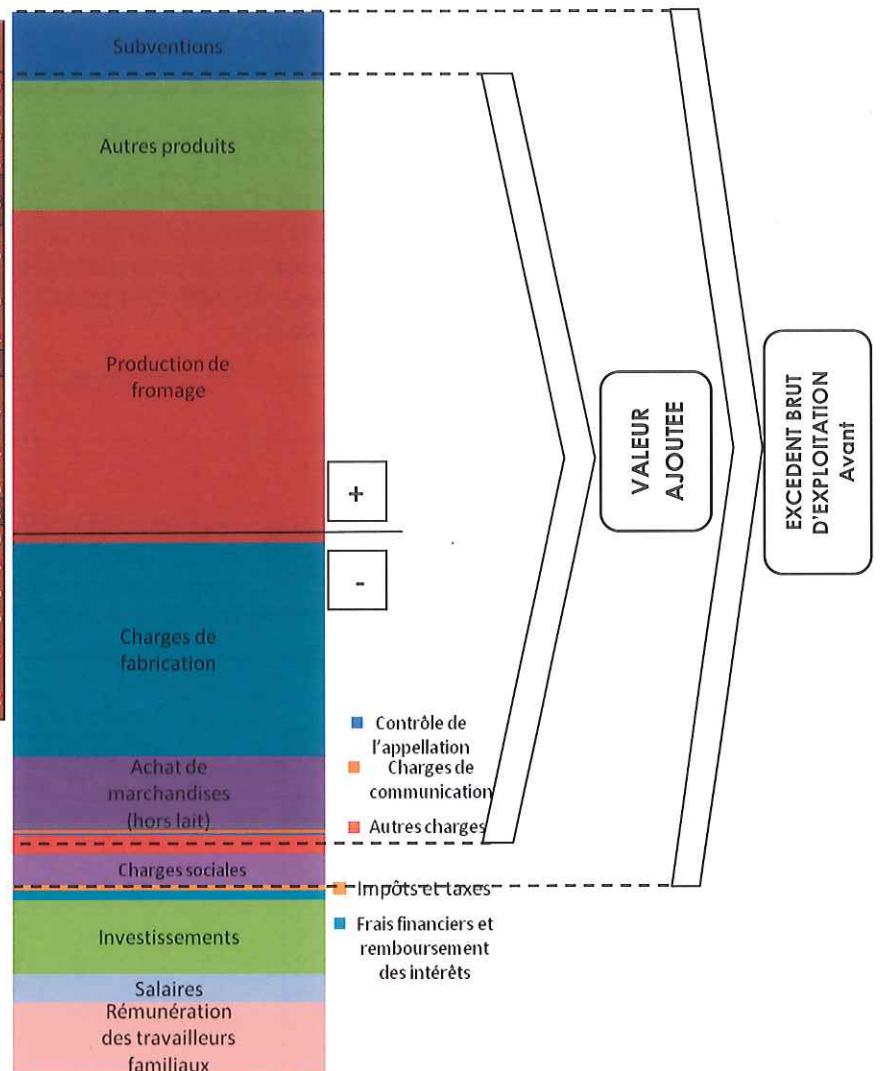 Subventions
Autres produits
Production de
fromage
+
-
Charges de
fabrication
Achat de
marchandises
(hors lait)
Charges sociales
Investissements
Salaires
Rémunération
des travailleurs
familiaux
Contrôle de
l'appellation
Charges de
communication
Autres charges
Impôts et taxes
Frais financiers et
remboursement
des intérêts
VALEUR
AJOUTEE
EXCEDENT BRUT
D'EXPLOITATION
Avant